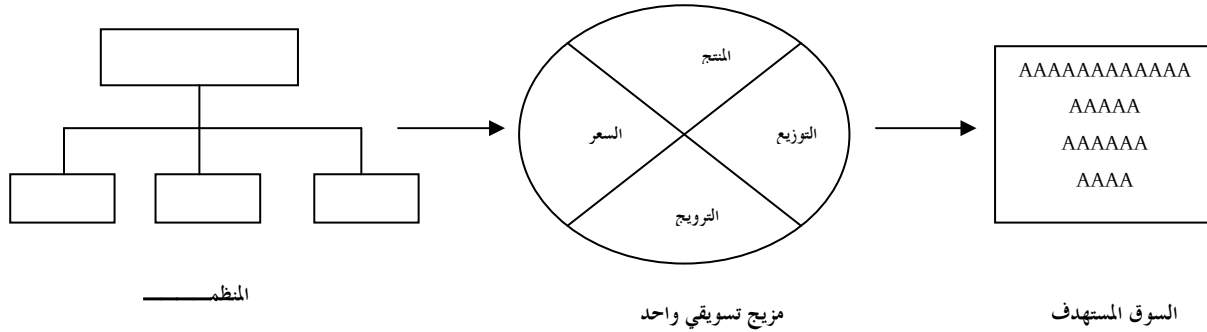 المنتج
السعر
التوزيع
الترويج
AAAAAAAAAAAA
AAAAA
AAAAAA
AAAA
المنظمـــــــــة
مزيج تسويقي واحد
السوق المستهدف